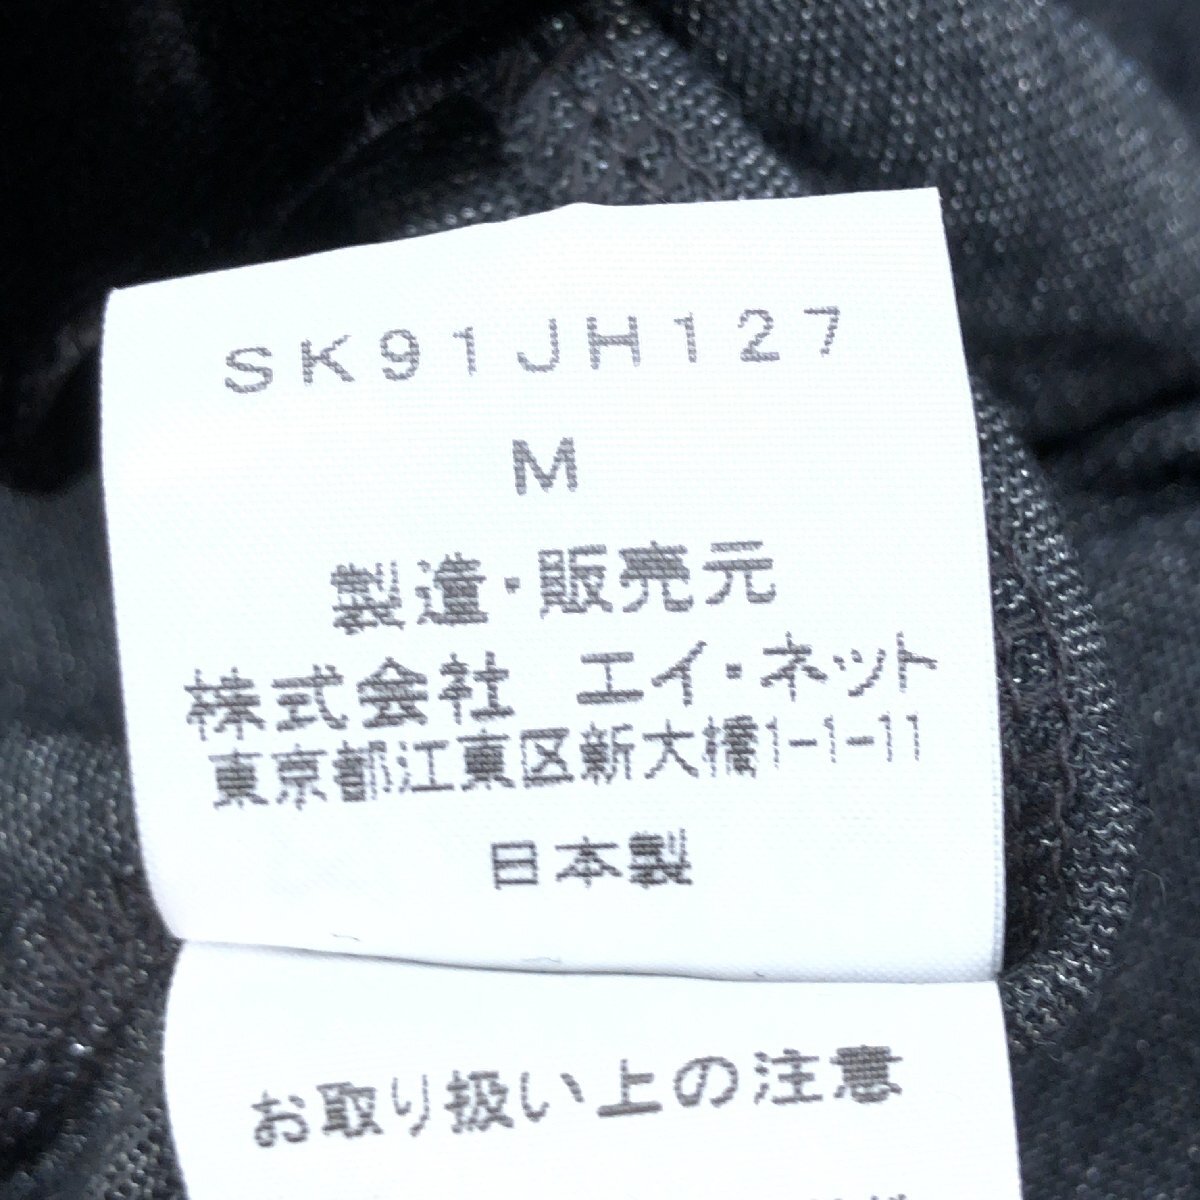 SK91JH127
M
製造・販売元
株式会社 エイ・ネット
東京都江東区新大橋1-1-11
日本製
お取り扱い上の注意